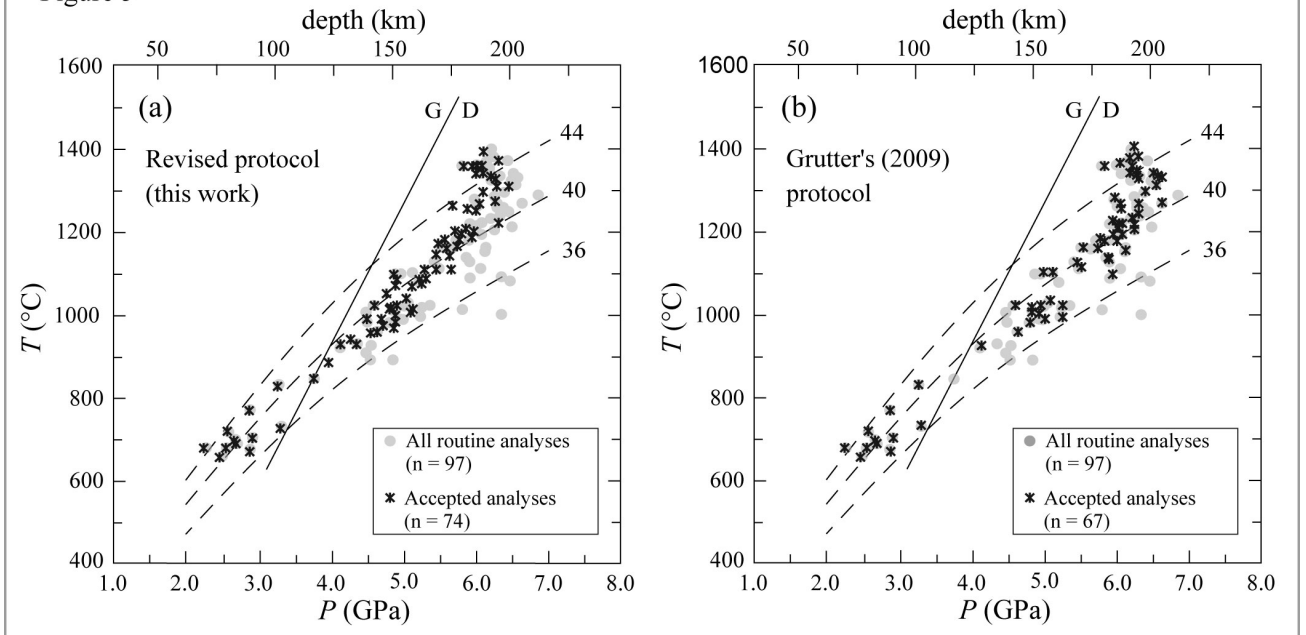 depth (km)
50 100 150 200
1600
1400
1200
1000
800
600
400
T (°C)
(a)
Revised protocol
(this work)
G D
44
40
36
All routine analyses
(n = 97)
Accepted analyses
(n = 74)
1.0 2.0 3.0 4.0 5.0 6.0 7.0 8.0
P (GPa)
depth (km)
50 100 150 200
1600
1400
1200
1000
800
600
400
T (°C)
(b)
Grutter's (2009)
protocol
G D
44
40
36
All routine analyses
(n = 97)
Accepted analyses
(n = 67)
1.0 2.0 3.0 4.0 5.0 6.0 7.0 8.0
P (GPa)